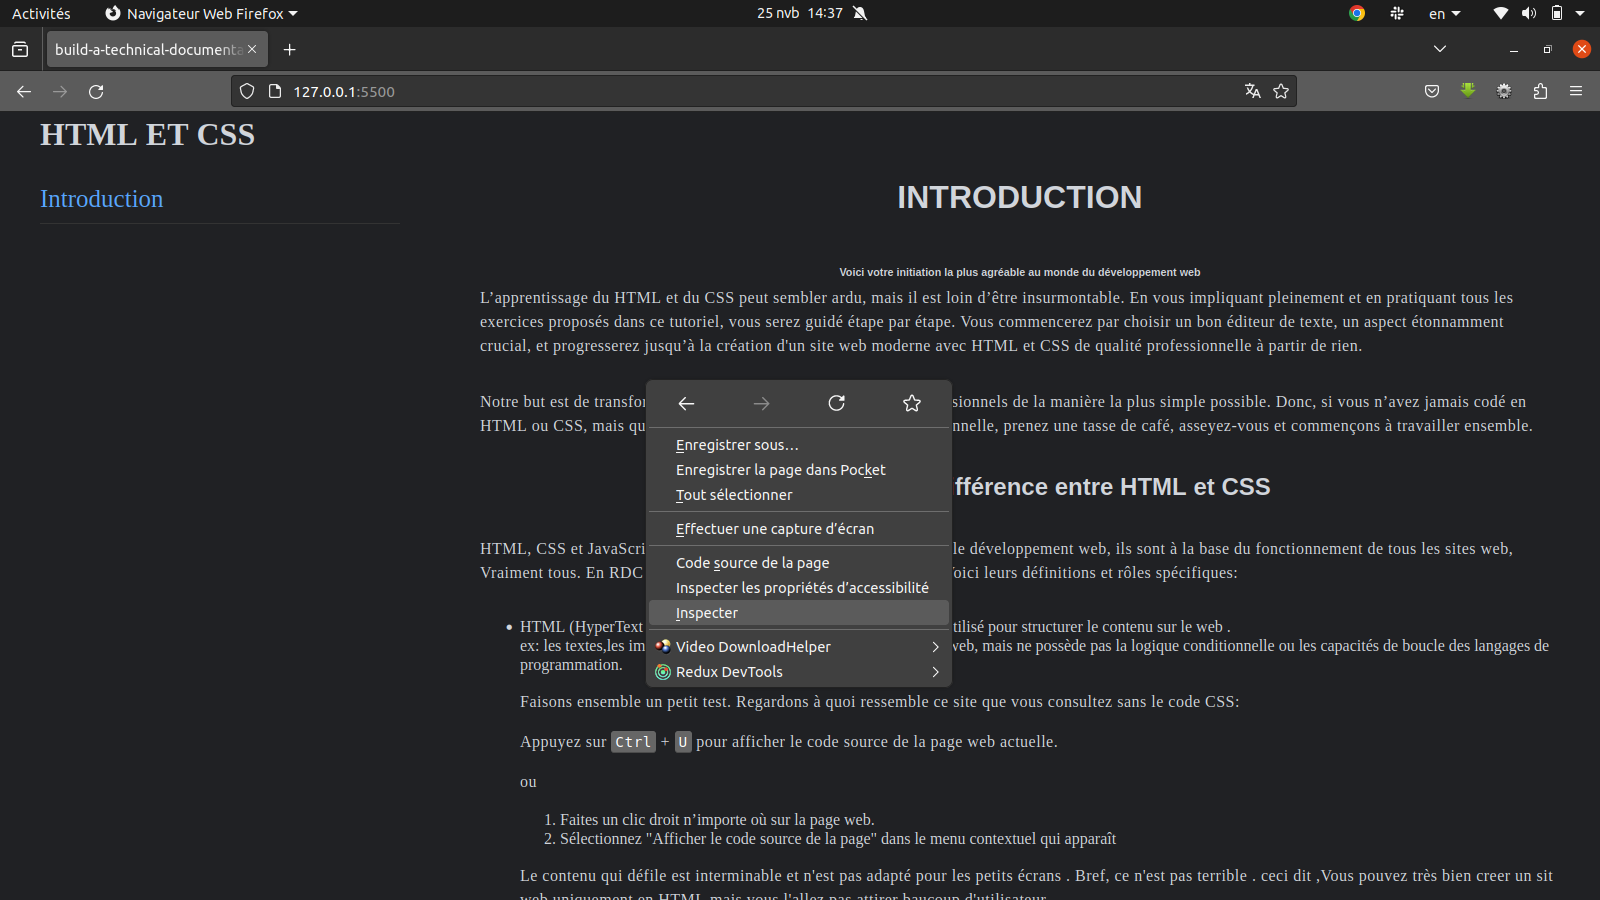 Activités
Navigateur Web Firefox
25 nvb 14:37
en
build-a-technical-documenta
127.0.0.1:5500
HTML ET CSS
Introduction
INTRODUCTION
Voici votre initiation la plus agréable au monde du développement web
L’apprentissage du HTML et du CSS peut sembler ardu, mais il est loin d’être insurmontable. En vous impliquant pleinement et en pratiquant tous les
exercices proposés dans ce tutoriel, vous serez guidé étape par étape. Vous commencerez par choisir un bon éditeur de texte, un aspect étonnamment
crucial, et progresserez jusqu’à la création d'un site web moderne avec HTML et CSS de qualité professionnelle à partir de rien.
Notre but est de transfor
sionnels de la manière la plus simple possible. Donc, si vous n’avez jamais codé en
HTML ou CSS, mais qu
nnelle, prenez une tasse de café, asseyez-vous et commençons à travailler ensemble.
fférence entre HTML et CSS
HTML, CSS et JavaScri
le développement web, ils sont à la base du fonctionnement de tous les sites web,
Vraiment tous. En RDC
oici leurs définitions et rôles spécifiques:
HTML (HyperText
tilisé pour structurer le contenu sur le web .
ex: les textes,les im
web, mais ne possède pas la logique conditionnelle ou les capacités de boucle des langages de
programmation.
Faisons ensemble un petit test. Regardons à quoi ressemble ce site que vous consultez sans le code CSS:
Appuyez sur Ctrl + U pour afficher le code source de la page web actuelle.
ou
1. Faites un clic droit n’importe où sur la page web.
2. Sélectionnez "Afficher le code source de la page" dans le menu contextuel qui apparaît
Le contenu qui défile est interminable et n'est pas adapté pour les petits écrans . Bref, ce n'est pas terrible . ceci dit ,Vous pouvez très bien creer un sit
web uniquement en HTML mais vous l'allez pas attirer baucoup d'utilisateur
Enregistrer sous…
Enregistrer la page dans Pocket
Tout sélectionner
Effectuer une capture d’écran
Code source de la page
Inspecter les propriétés d’accessibilité
Inspecter
Video DownloadHelper
Redux DevTools